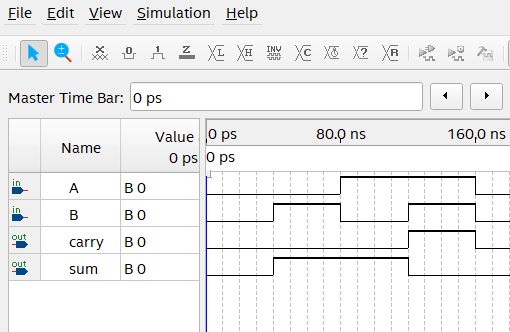 File Edit View Simulation Help
Master Time Bar: 0 ps
Name Value
0 ps
0 ps 80.0 ns 160.0 ns
0 ps
in A B 0
in B B 0
out carry B 0
out sum B 0